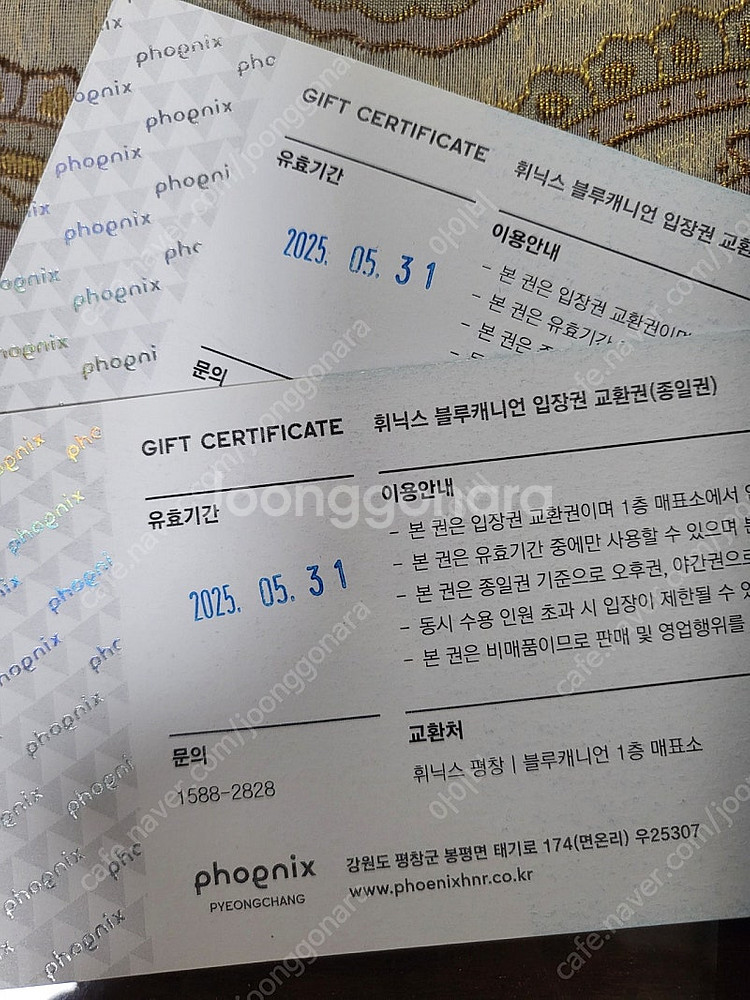 GIFT CERTIFICATE
휘닉스 블루캐니언 입장권
유효기간
2025. 05. 31
이용안내
- 본 권은 입장권 교환권이며
- 본 권은 유효기간
- 본 권은
문의
GIFT CERTIFICATE
휘닉스 블루캐니언 입장권 교환권(종일권)
유효기간
2025. 05. 31
이용안내
- 본 권은 입장권 교환권이며 1층 매표소에서
- 본 권은 유효기간 중에만 사용할 수 있으며
- 본 권은 종일권 기준으로 오후권, 야간권으로
- 동시 수용 인원 초과 시 입장이 제한될 수
- 본 권은 비매품이므로 판매 및 영업행위를
문의
1588-2828
교환처
휘닉스 평창 | 블루캐니언 1층 매표소
phoenix
PYEONGCHANG
강원도 평창군 봉평면 태기로 174(면온리) 우25307
www.phoenixhnr.co.kr
Joonggonara
cafe.naver.com/joonggonara